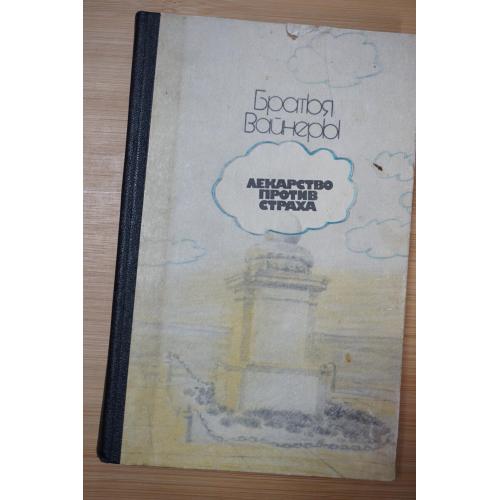 Братья
Вайнеры
ЛЕКАРСТВО
ПРОТИВ
СТРАХА